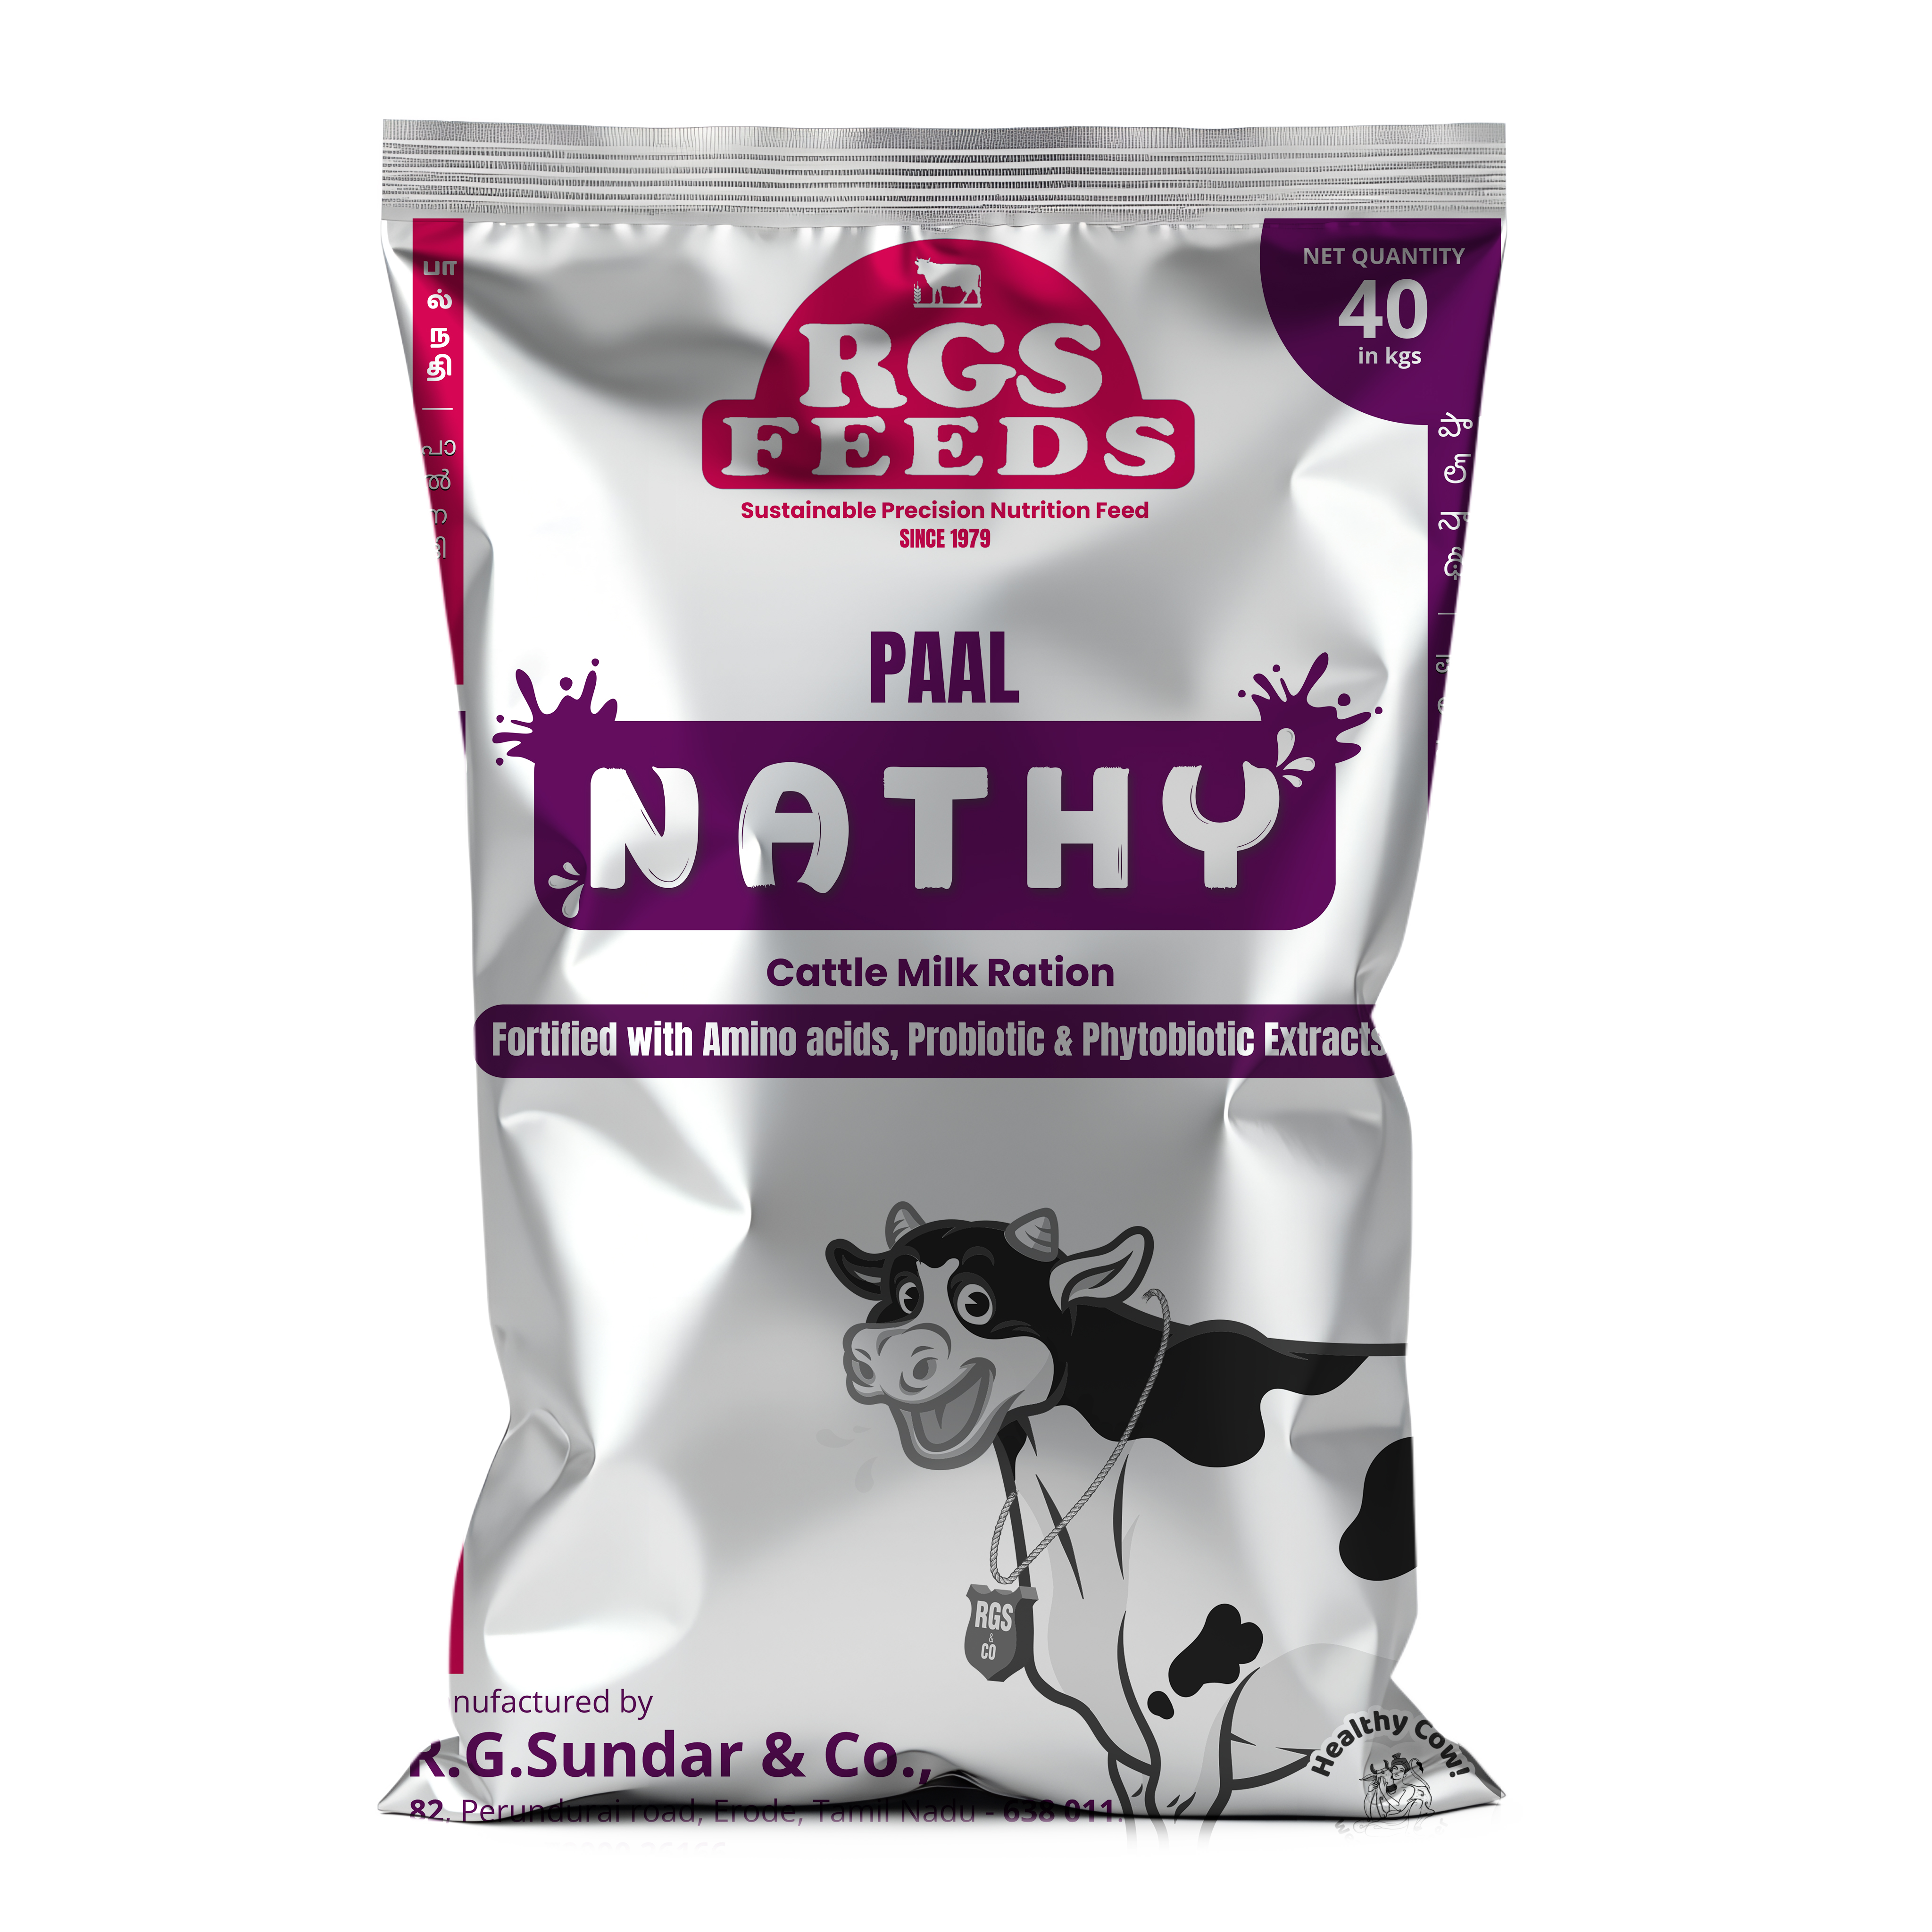 பால்நதி
|
പാൽനദി
RGS
FEEDS
Sustainable Precision Nutrition Feed
SINCE 1979
NET QUANTITY
40
in kgs
PAAL
NATHY
Cattle Milk Ration
Fortified with Amino acids, Probiotic & Phytobiotic Extracts
RGS
&
CO
nufactured by
R.G.Sundar & Co.,
82, Perundurai road, Erode, Tamil Nadu - 638 011.
Healthy Cow!